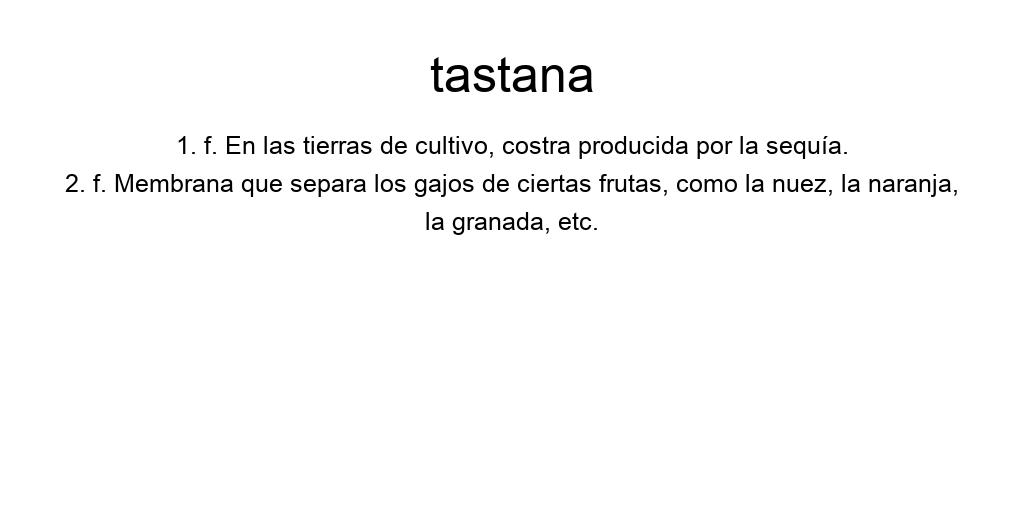 tastana
1. f. En las tierras de cultivo, costra producida por la sequía.
2. f. Membrana que separa los gajos de ciertas frutas, como la nuez, la naranja,
la granada, etc.